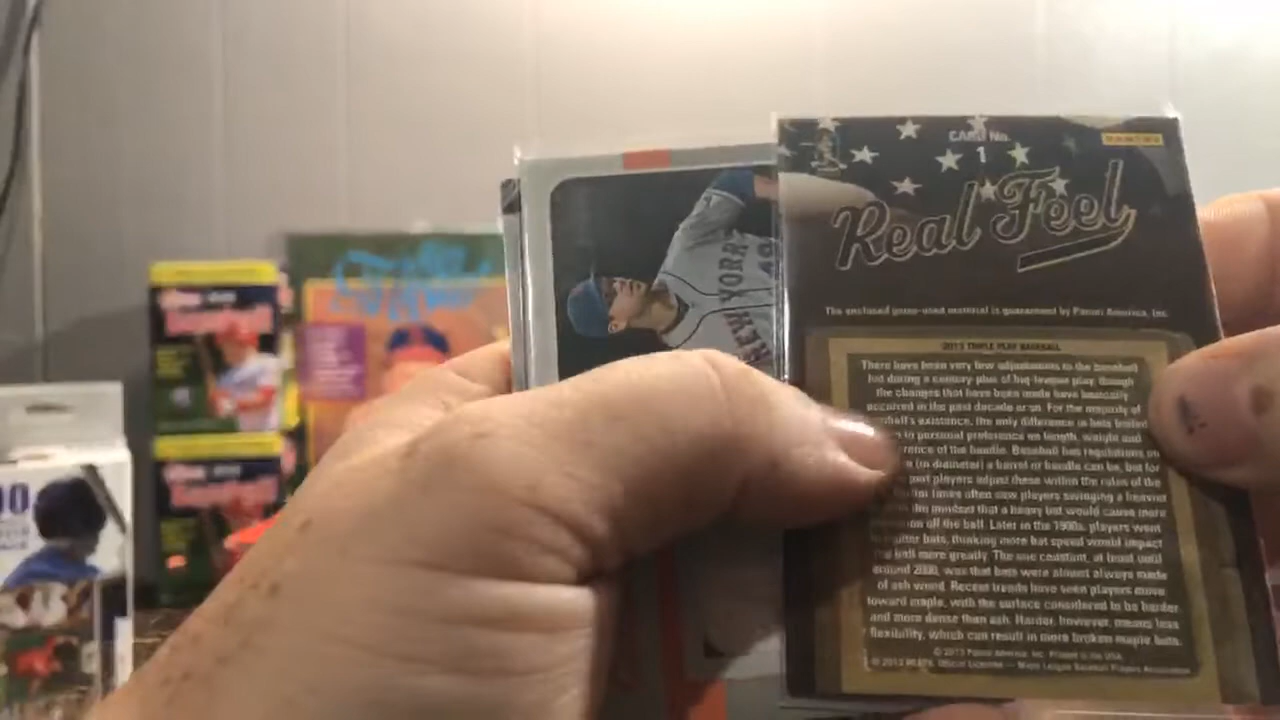 CARD No.
1
PANINI
Real Feel
The enclosed game-used material is guaranteed by Panini America, Inc.
2013 TRIPLE PLAY BASEBALL
There have been very few adjustments to the baseball
bat during a century plus of big-league play, though
the changes that have been made have basically
occurred in the past decade or so. For the majority of
existence, the only difference in bats
to personal preference on length, weight and
of the handle. Baseball has regulations on
(in diameter) a barrel or handle can be, but for
part players adjust these within the rules of the
times often saw players swinging a heavier
mindset that a heavy bat would cause more
on off the ball. Later in the 1900s, players went
lighter bats, thinking more bat speed would impact
the ball more greatly. The one constant, at least until
around 2000, was that bats were almost always made
of ash wood. Recent trends have seen players move
toward maple, with the surface considered to be harder
and more dense than ash. Harder, however, means less
flexibility, which can result in more broken maple bats.
© 2013 Panini America, Inc. Printed in the USA.
© 2013 MLBPA. Official Licensee — Major League Baseball Players Association
NEW YORK